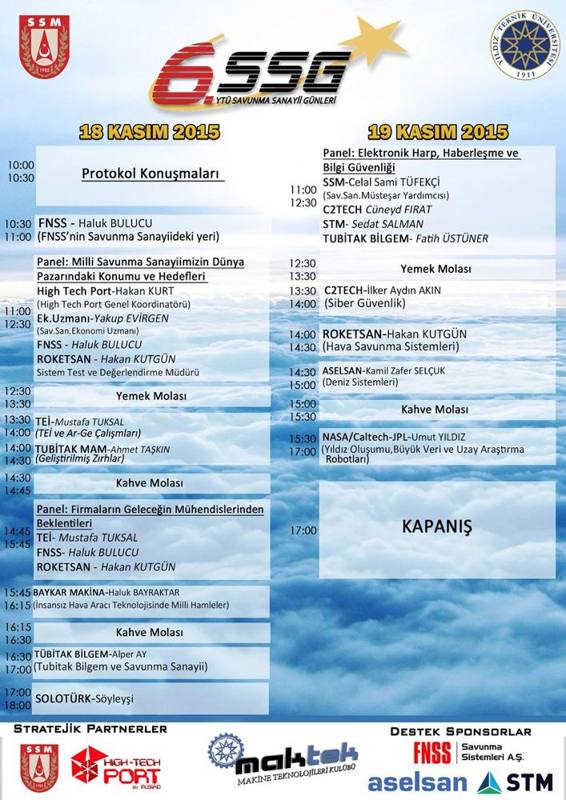 SSM
1985
6.SSG
YTÜ SAVUNMA SANAYİİ GÜNLERİ
YILDIZ TEKNİK ÜNİVERSİTESİ
1911
18 KASIM 2015
10:00
10:30
Protokol Konuşmaları
10:30
11:00
FNSS - Haluk BULUCU
(FNSS'nin Savunma Sanayiideki yeri)
11:00
12:30
Panel: Milli Savunma Sanayiimizin Dünya
Pazarındaki Konumu ve Hedefleri
High Tech Port-Hakan KURT
(High Tech Port Genel Koordinatörü)
Ek.Uzmanı-Yakup EVİRGEN
(Sav.San.Ekonomi Uzmanı)
FNSS - Haluk BULUCU
ROKETSAN - Hakan KUTGÜN
Sistem Test ve Değerlendirme Müdürü
12:30
13:30
Yemek Molası
13:30
14:00
TEİ-Mustafa TUKSAL
(TEİ ve Ar-Ge Çalışmları)
14:00
14:30
TUBİTAK MAM-Ahmet TAŞKIN
(Geliştirilmiş Zırhlar)
14:30
14:45
Kahve Molası
14:45
15:45
Panel: Firmaların Geleceğin Mühendislerinden
Beklentileri
TEİ- Mustafa TUKSAL
FNSS- Haluk BULUCU
ROKETSAN - Hakan KUTGÜN
15:45
16:15
BAYKAR MAKİNA-Haluk BAYRAKTAR
(İnsansız Hava Aracı Teknolojisinde Milli Hamleler)
16:15
16:30
Kahve Molası
16:30
17:00
TÜBİTAK BİLGEM-Alper AY
(Tubitak Bilgem ve Savunma Sanayii)
17:00
18:00
SOLOTÜRK-Söyleşi
19 KASIM 2015
11:00
12:30
Panel: Elektronik Harp, Haberleşme ve
Bilgi Güvenliği
SSM-Celal Sami TÜFEKÇİ
(Sav.San.Müsteşar Yardımcısı)
C2TECH Cüneyd FIRAT
STM- Sedat SALMAN
TUBİTAK BİLGEM- Fatih ÜSTÜNER
12:30
13:30
Yemek Molası
13:30
14:00
C2TECH-İlker Aydın AKIN
(Siber Güvenlik)
14:00
14:30
ROKETSAN-Hakan KUTGÜN
(Hava Savunma Sistemleri)
14:30
15:00
ASELSAN-Kamil Zafer SELÇUK
(Deniz Sistemleri)
15:00
15:30
Kahve Molası
15:30
17:00
NASA/Caltech-JPL-Umut YILDIZ
(Yıldız Oluşumu,Büyük Veri ve Uzay Araştırma
Robotları)
17:00
KAPANIŞ
STRATEJİK PARTNERLER
SSM
HIGH-TECH
PORT
BY MÜSİAD
maktek
MAKİNE TEKNOLOJİLERİ KULÜBÜ
DESTEK SPONSORLAR
FNSS
Savunma
Sistemleri A.Ş.
aselsan
STM